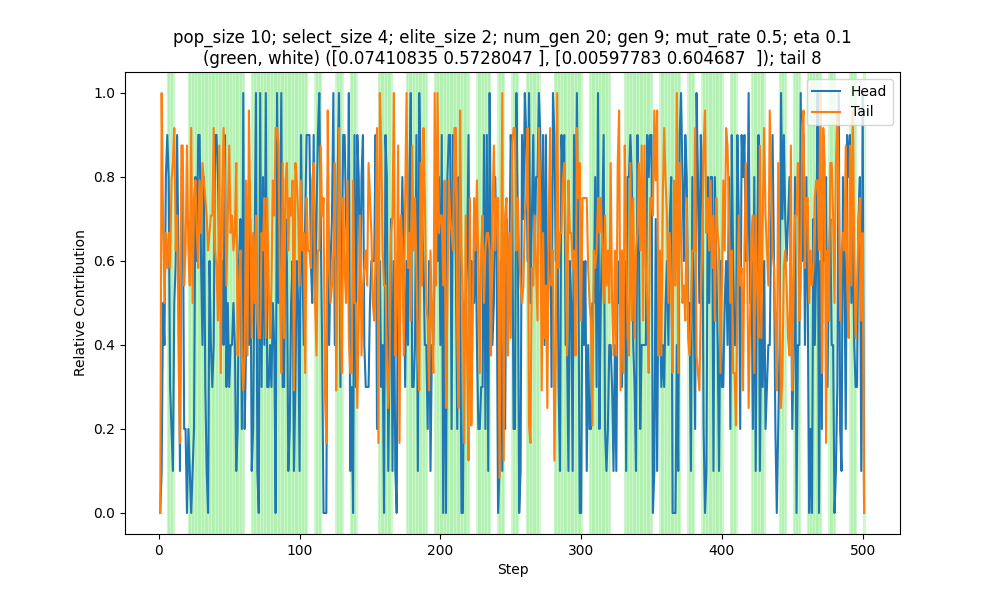 pop_size 10; select_size 4; elite_size 2; num_gen 20; gen 9; mut_rate 0.5; eta 0.1
(green, white) ([0.07410835 0.5728047 ], [0.00597783 0.604687  ]); tail 8
Head
Tail
Relative Contribution
1.0
0.8
0.6
0.4
0.2
0.0
0 100 200 300 400 500
Step